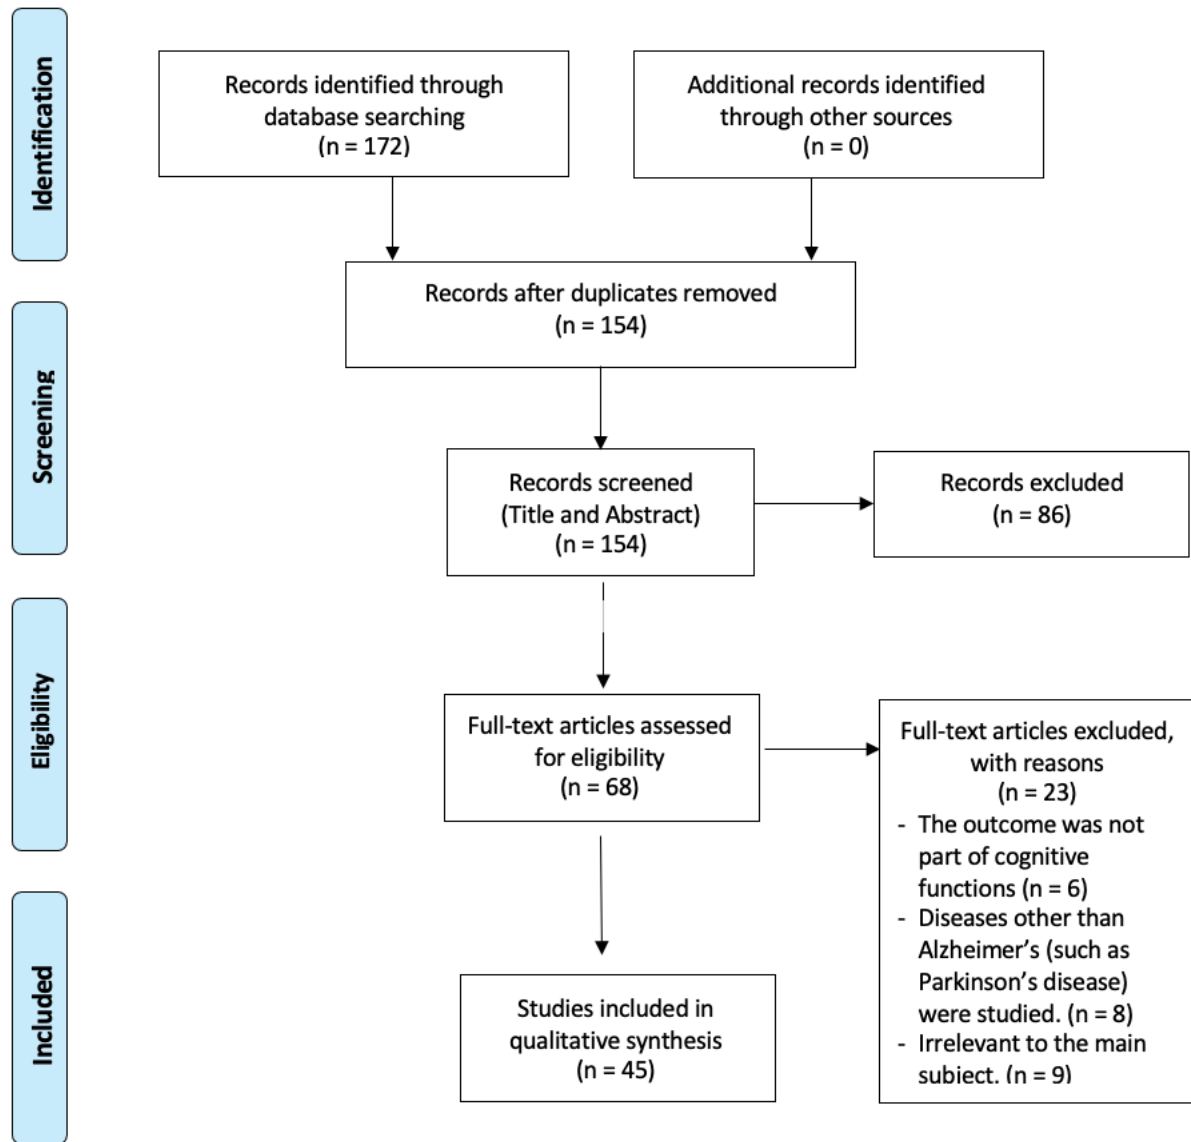 Identification
Records identified through
database searching
(n = 172)
Additional records identified
through other sources
(n = 0)
Records after duplicates removed
(n = 154)
Screening
Records screened
(Title and Abstract)
(n = 154)
Records excluded
(n = 86)
Eligibility
Full-text articles assessed
for eligibility
(n = 68)
Full-text articles excluded,
with reasons
(n = 23)
- The outcome was not
part of cognitive
functions (n = 6)
- Diseases other than
Alzheimer’s (such as
Parkinson’s disease)
were studied. (n = 8)
- Irrelevant to the main
subject. (n = 9)
Included
Studies included in
qualitative synthesis
(n = 45)